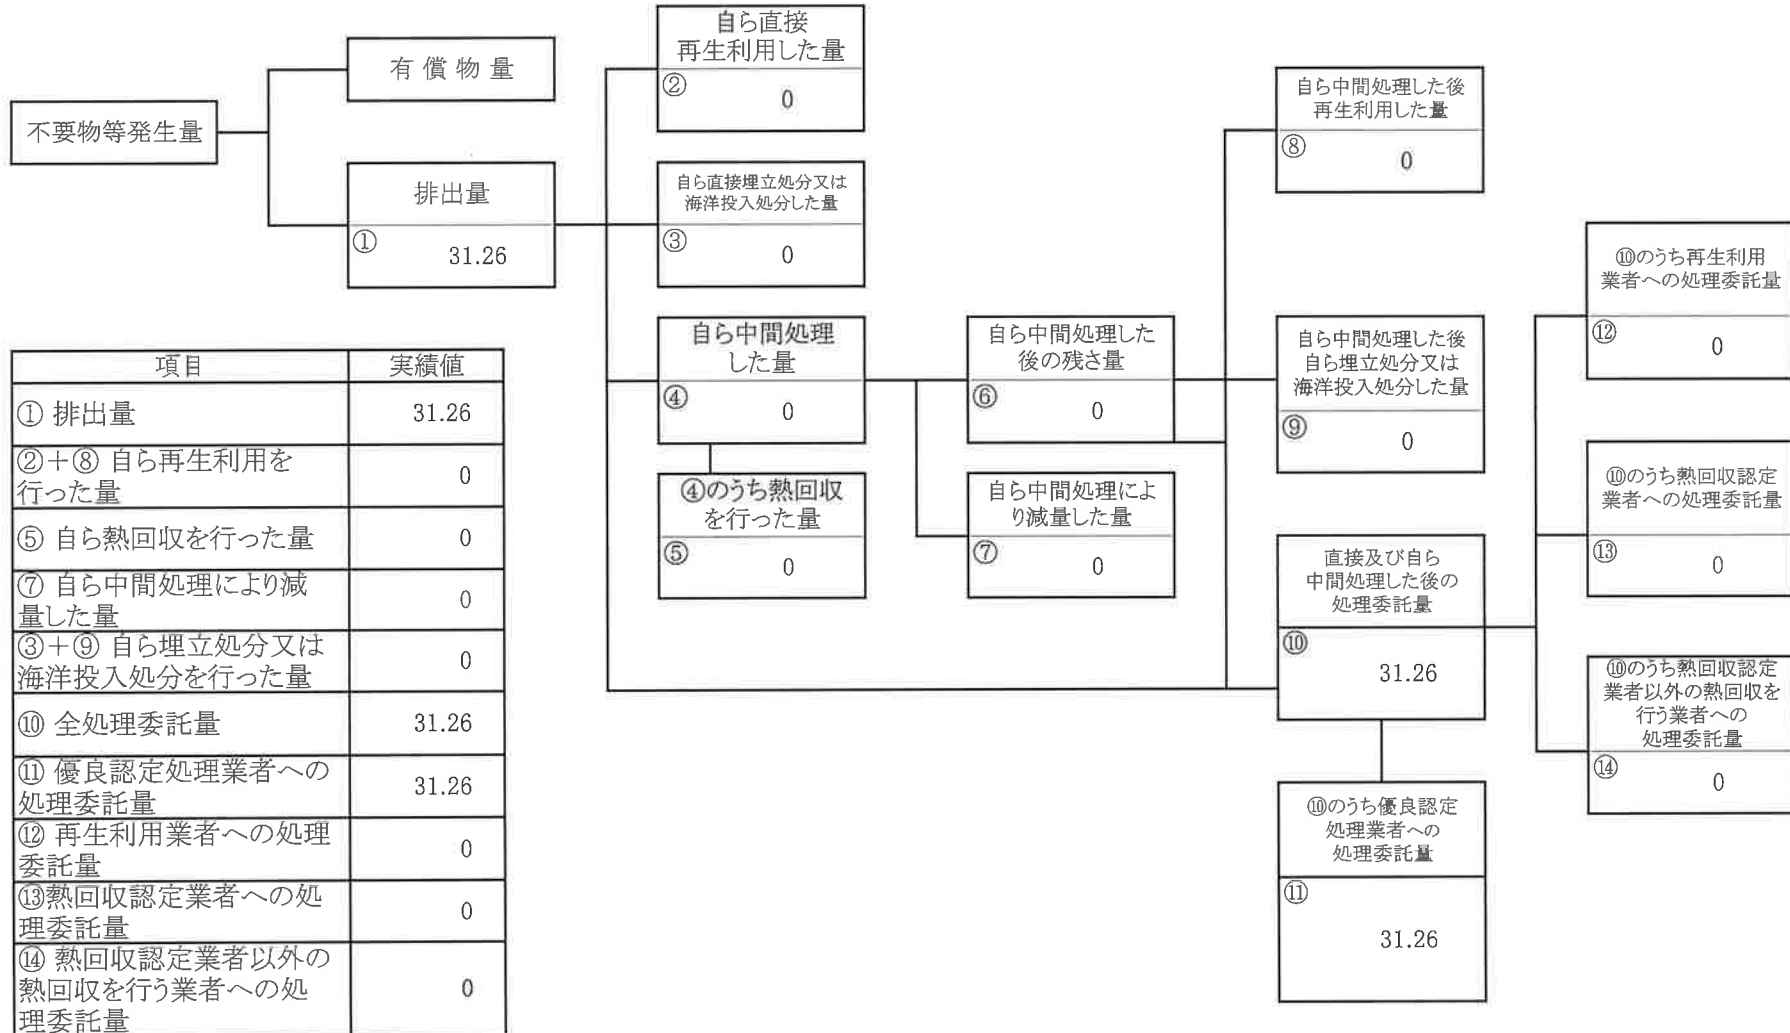 不要物等発生量
有償物量
排出量
①
31.26
自ら直接
再生利用した量
②
0
自ら直接埋立処分又は
海洋投入処分した量
③
0
自ら中間処理
した量
④
0
④のうち熱回収
を行った量
⑤
0
自ら中間処理した
後の残さ量
⑥
0
自ら中間処理によ
り減量した量
⑦
0
自ら中間処理した後
再生利用した量
⑧
0
自ら中間処理した後
自ら埋立処分又は
海洋投入処分した量
⑨
0
直接及び自ら
中間処理した後の
処理委託量
⑩
31.26
⑩のうち優良認定
処理業者への
処理委託量
⑪
31.26
⑩のうち再生利用
業者への処理委託量
⑫
0
⑩のうち熱回収認定
業者への処理委託量
⑬
0
⑩のうち熱回収認定
業者以外の熱回収を
行う業者への
処理委託量
⑭
0
項目 実績値
① 排出量 31.26
②＋⑧ 自ら再生利用を
行った量 0
⑤ 自ら熱回収を行った量 0
⑦ 自ら中間処理により減
量した量 0
③＋⑨ 自ら埋立処分又は
海洋投入処分を行った量 0
⑩ 全処理委託量 31.26
⑪ 優良認定処理業者への
処理委託量 31.26
⑫ 再生利用業者への処理
委託量 0
⑬熱回収認定業者への処
理委託量 0
⑭ 熱回収認定業者以外の
熱回収を行う業者への処
理委託量 0